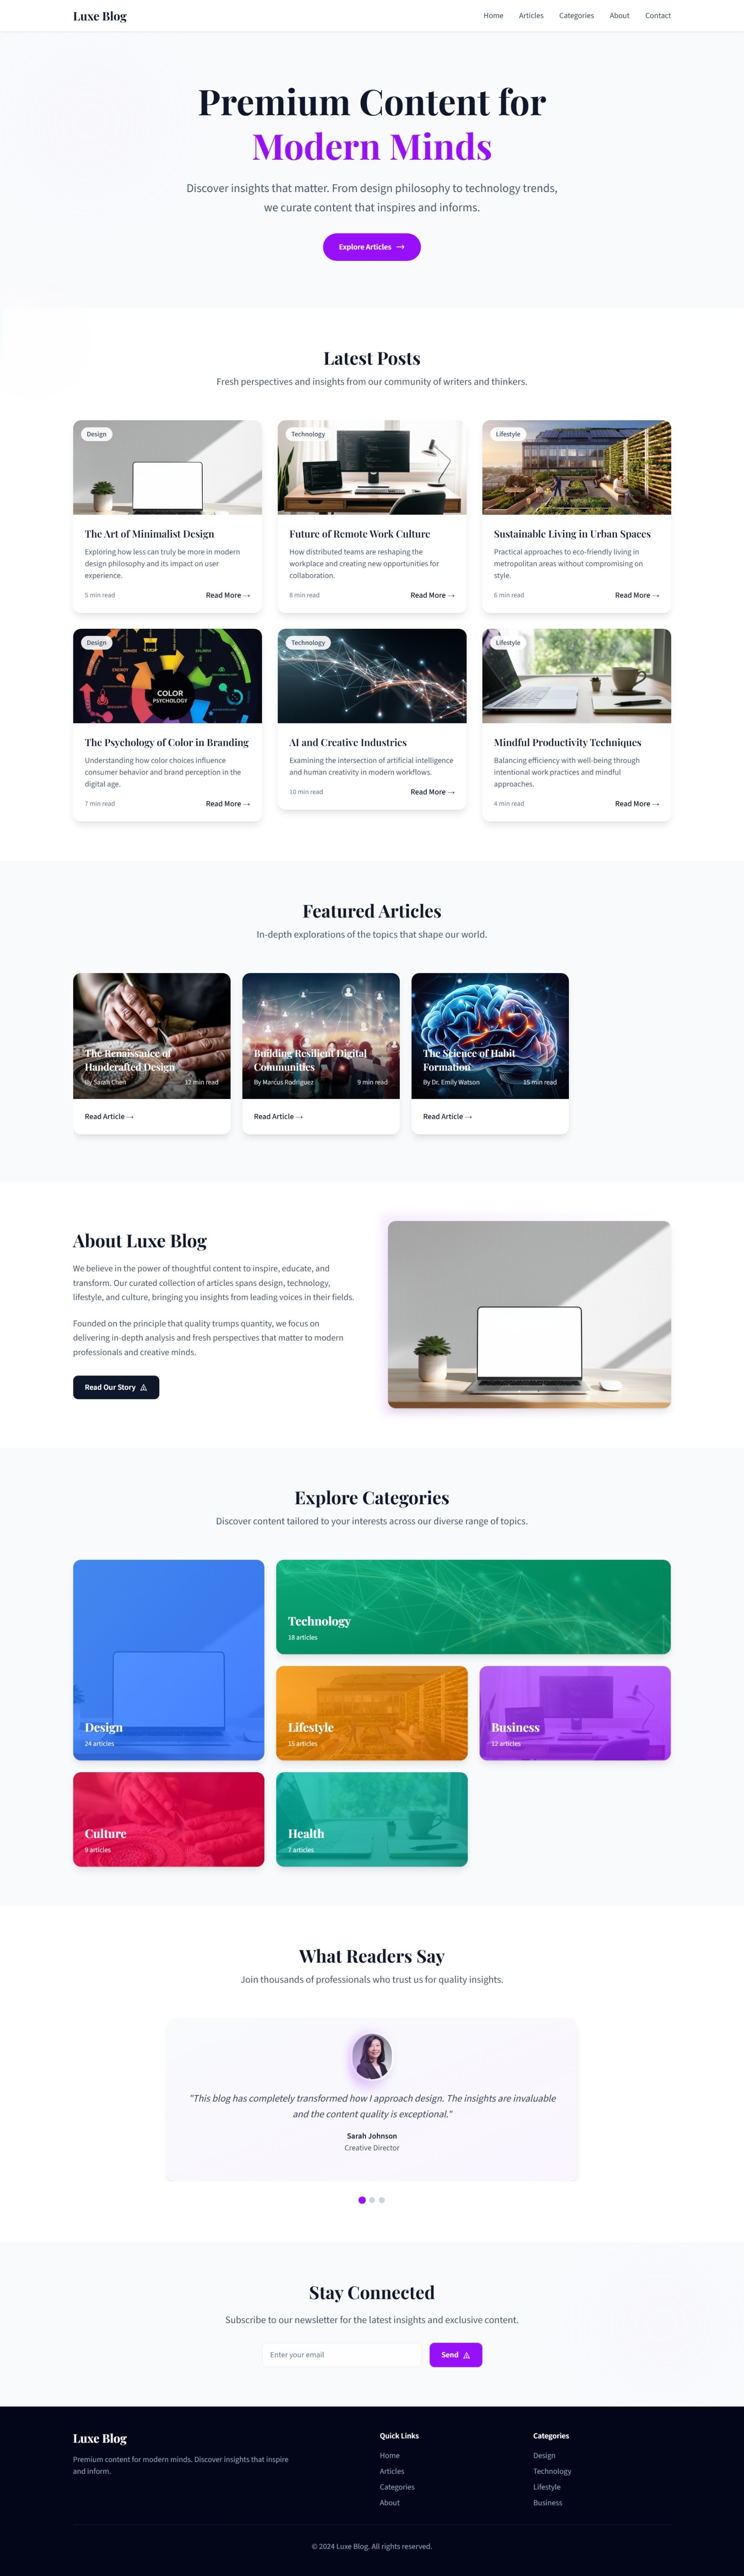 Luxe Blog
Home Articles Categories About Contact
Premium Content for
Modern Minds
Discover insights that matter. From design philosophy to technology trends,
we curate content that inspires and informs.
Explore Articles →
Latest Posts
Fresh perspectives and insights from our community of writers and thinkers.
Design
The Art of Minimalist Design
Exploring how less can truly be more in modern
design philosophy and its impact on user
experience.
5 min read Read More →
Technology
Future of Remote Work Culture
How distributed teams are reshaping the
workplace and creating new opportunities for
collaboration.
8 min read Read More →
Lifestyle
Sustainable Living in Urban Spaces
Practical approaches to eco-friendly living in
metropolitan areas without compromising on
style.
6 min read Read More →
Design
COLOR
PSYCHOLOGY
The Psychology of Color in Branding
Understanding how color choices influence
consumer behavior and brand perception in the
digital age.
7 min read Read More →
Technology
AI and Creative Industries
Examining the intersection of artificial intelligence
and human creativity in modern workflows.
10 min read Read More →
Lifestyle
Mindful Productivity Techniques
Balancing efficiency with well-being through
intentional work practices and mindful
approaches.
4 min read Read More →
Featured Articles
In-depth explorations of the topics that shape our world.
The Renaissance of
Handcrafted Design
By Sarah Chen 12 min read
Read Article →
Building Resilient Digital
Communities
By Marcus Rodriguez 9 min read
Read Article →
The Science of Habit
Formation
By Dr. Emily Watson 15 min read
Read Article →
About Luxe Blog
We believe in the power of thoughtful content to inspire, educate, and
transform. Our curated collection of articles spans design, technology,
lifestyle, and culture, bringing you insights from leading voices in their fields.
Founded on the principle that quality trumps quantity, we focus on
delivering in-depth analysis and fresh perspectives that matter to modern
professionals and creative minds.
Read Our Story
Explore Categories
Discover content tailored to your interests across our diverse range of topics.
Design
24 articles
Technology
18 articles
Lifestyle
15 articles
Business
12 articles
Culture
9 articles
Health
7 articles
What Readers Say
Join thousands of professionals who trust us for quality insights.
"This blog has completely transformed how I approach design. The insights are invaluable
and the content quality is exceptional."
Sarah Johnson
Creative Director
Stay Connected
Subscribe to our newsletter for the latest insights and exclusive content.
Enter your email
Send
Luxe Blog
Premium content for modern minds. Discover insights that inspire
and inform.
Quick Links
Home
Articles
Categories
About
Categories
Design
Technology
Lifestyle
Business
© 2024 Luxe Blog. All rights reserved.